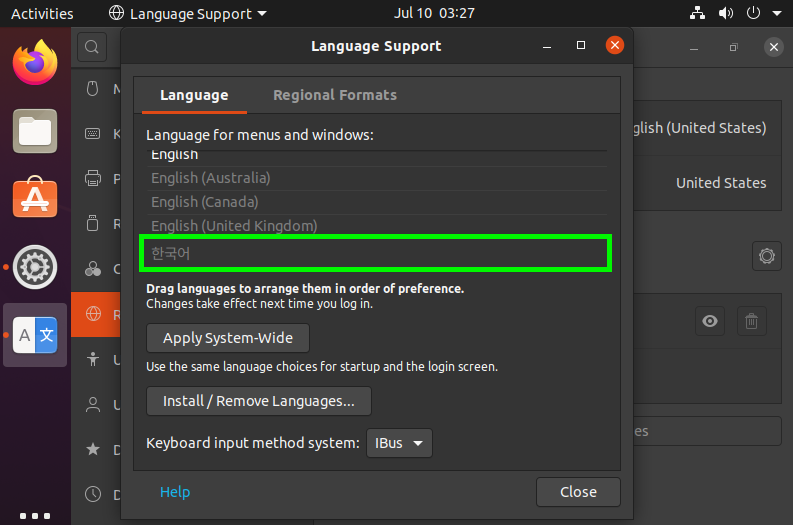 Activities
Language Support
Jul 10 03:27
Language Support
Language
Regional Formats
Language for menus and windows:
English
English (Australia)
English (Canada)
English (United Kingdom)
한국어
Drag languages to arrange them in order of preference.
Changes take effect next time you log in.
Apply System-Wide
Use the same language choices for startup and the login screen.
Install / Remove Languages...
Keyboard input method system:
IBus
Help
Close
M
K
P
R
R
U
U
D
D
glish (United States)
United States
es
A 文